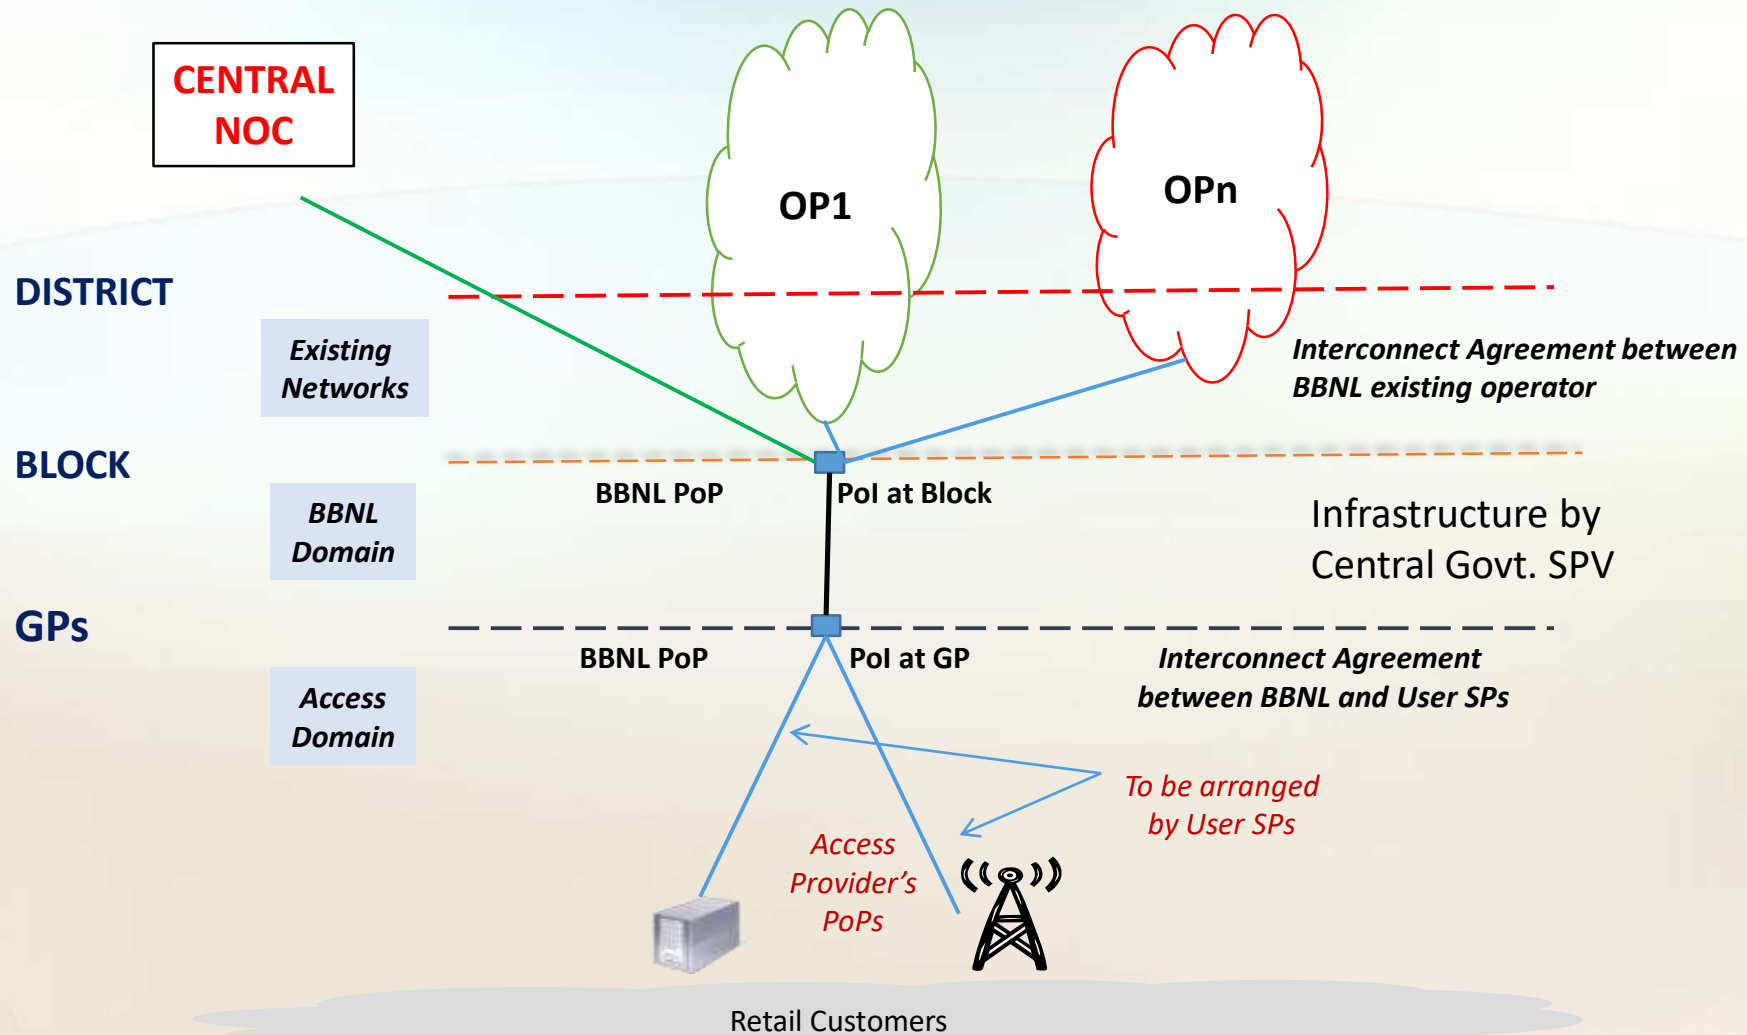 CENTRAL
NOC
OP1
OPn
DISTRICT
Existing
Networks
Interconnect Agreement between
BBNL existing operator
BLOCK
BBNL PoP
PoI at Block
BBNL
Domain
Infrastructure by
Central Govt. SPV
GPs
BBNL PoP
PoI at GP
Interconnect Agreement
between BBNL and User SPs
Access
Domain
To be arranged
by User SPs
Access
Provider’s
PoPs
Retail Customers